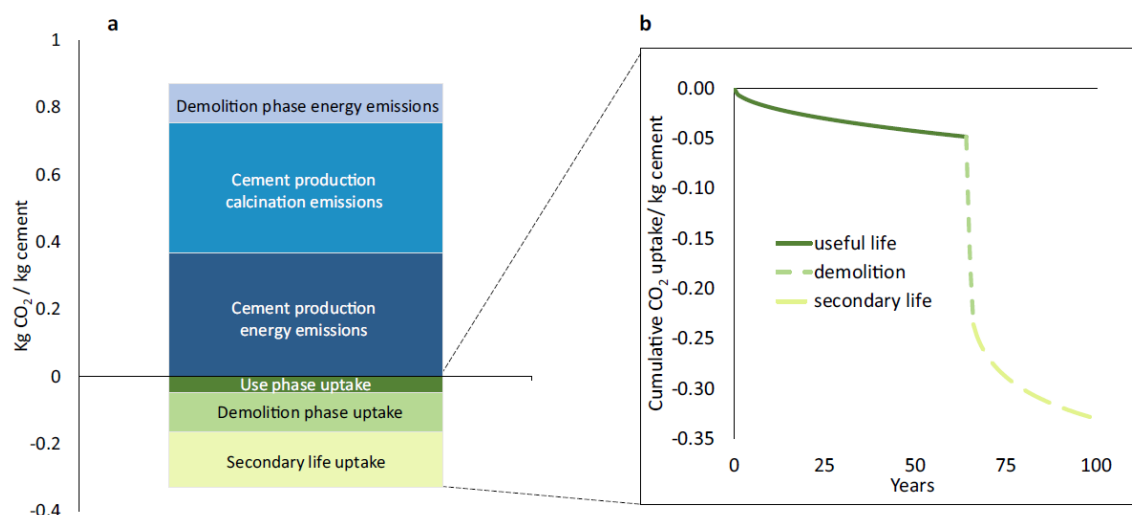 a
Kg CO₂ / kg cement
1
0.8
0.6
0.4
0.2
0
-0.2
-0.4
Demolition phase energy emissions
Cement production
calcination emissions
Cement production
energy emissions
Use phase uptake
Demolition phase uptake
Secondary life uptake
b
Cumulative CO₂ uptake/ kg cement
0.00
-0.05
-0.10
-0.15
-0.20
-0.25
-0.30
-0.35
useful life
demolition
secondary life
0 25 50 75 100
Years